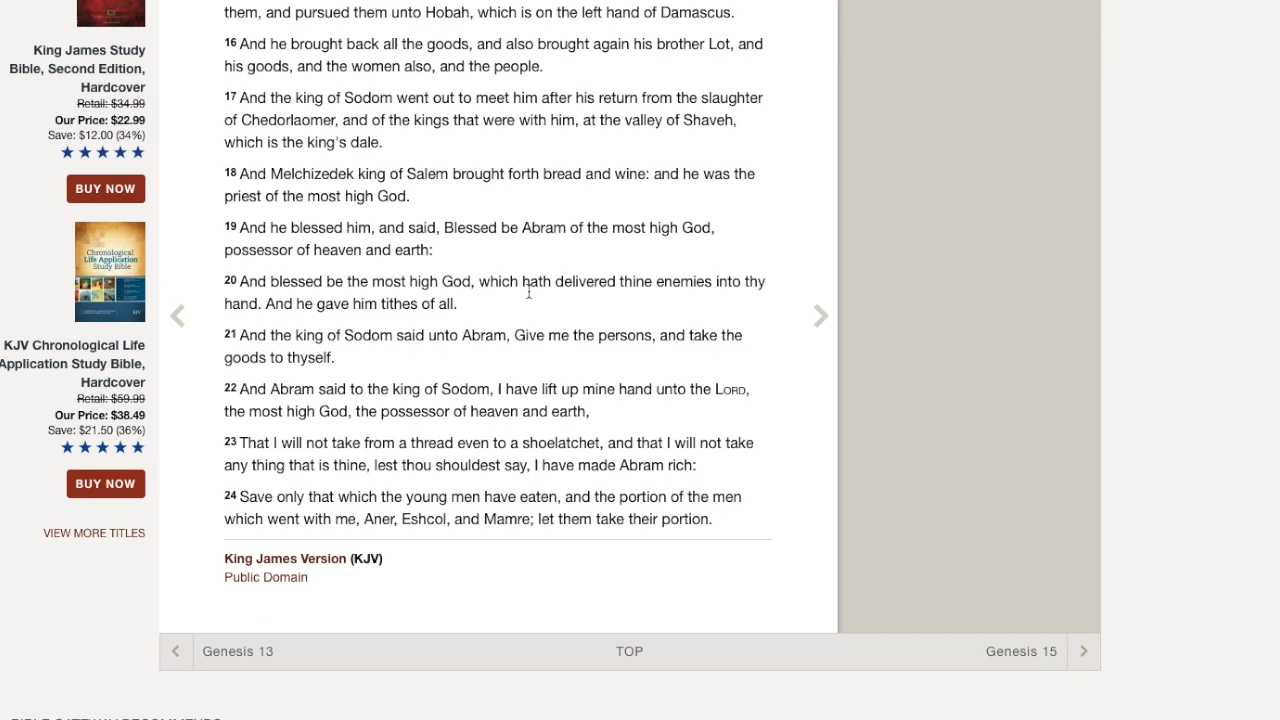 King James Study
Bible, Second Edition,
Hardcover
Retail: $34.99
Our Price: $22.99
Save: $12.00 (34%)
BUY NOW
Chronological
Life Application
Study Bible
KJV
KJV Chronological Life
Application Study Bible,
Hardcover
Retail: $59.99
Our Price: $38.49
Save: $21.50 (36%)
BUY NOW
VIEW MORE TITLES
them, and pursued them unto Hobah, which is on the left hand of Damascus.
16 And he brought back all the goods, and also brought again his brother Lot, and
his goods, and the women also, and the people.
17 And the king of Sodom went out to meet him after his return from the slaughter
of Chedorlaomer, and of the kings that were with him, at the valley of Shaveh,
which is the king's dale.
18 And Melchizedek king of Salem brought forth bread and wine: and he was the
priest of the most high God.
19 And he blessed him, and said, Blessed be Abram of the most high God,
possessor of heaven and earth:
20 And blessed be the most high God, which hath delivered thine enemies into thy
hand. And he gave him tithes of all.
21 And the king of Sodom said unto Abram, Give me the persons, and take the
goods to thyself.
22 And Abram said to the king of Sodom, I have lift up mine hand unto the LORD,
the most high God, the possessor of heaven and earth,
23 That I will not take from a thread even to a shoelatchet, and that I will not take
any thing that is thine, lest thou shouldest say, I have made Abram rich:
24 Save only that which the young men have eaten, and the portion of the men
which went with me, Aner, Eshcol, and Mamre; let them take their portion.
King James Version (KJV)
Public Domain
Genesis 13
TOP
Genesis 15